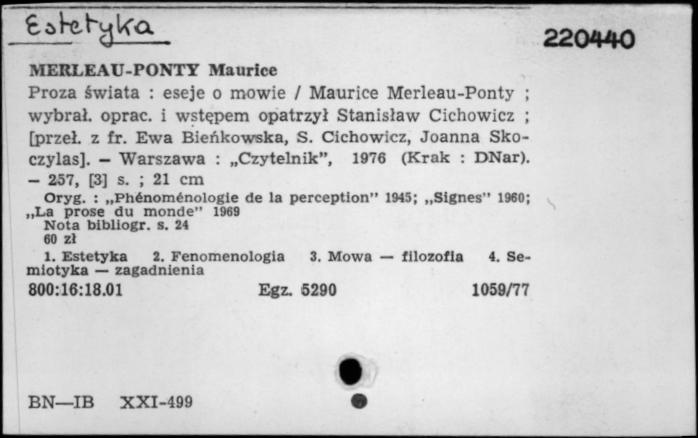 Estetyka
220440
MERLEAU-PONTY Maurice
Proza świata : eseje o mowie / Maurice Merleau-Ponty ;
wybrał. oprac. i wstępem opatrzył Stanisław Cichowicz ;
[przeł. z fr. Ewa Bieńkowska, S. Cichowicz, Joanna Sko-
czylas]. — Warszawa : „Czytelnik”, 1976 (Krak : DNar).
— 257, [3] s. ; 21 cm
Oryg. : „Phénoménologie de la perception” 1945; „Signes” 1960;
„La prose du monde” 1969
Nota bibliogr. s. 24
60 zł
1. Estetyka 2. Fenomenologia 3. Mowa — filozofia 4. Se-
miotyka — zagadnienia
800:16:18.01 Egz. 5290 1059/77
BN—IB XXI-499